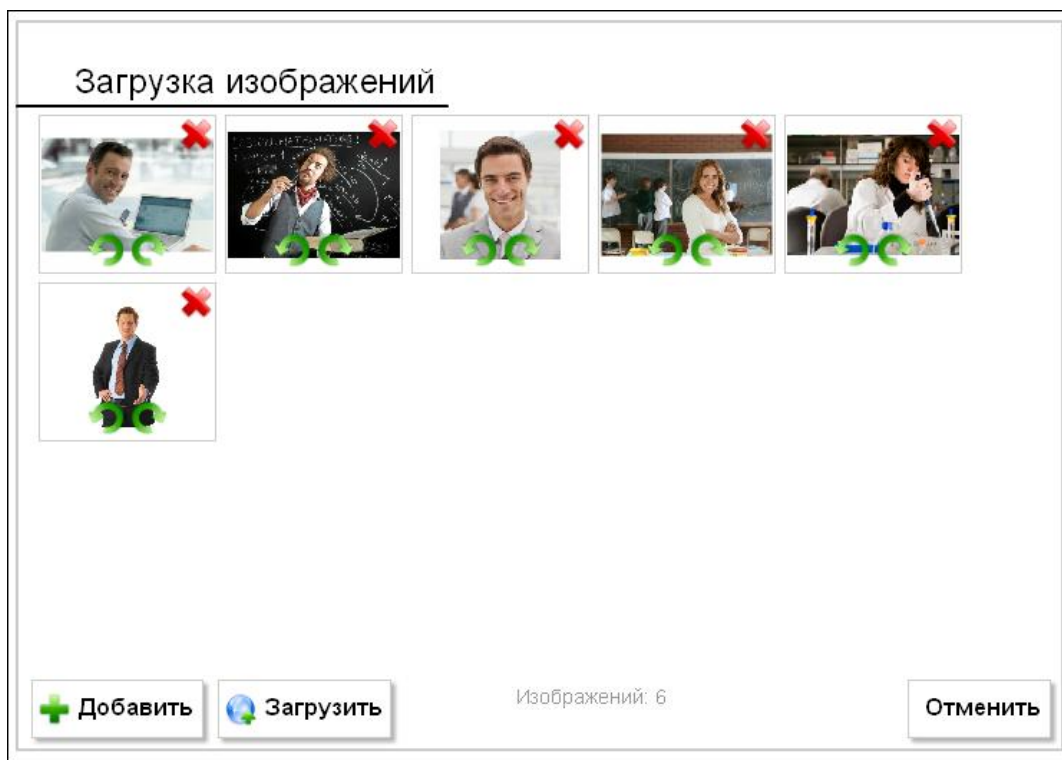 Загрузка изображений
Добавить
Загрузить
Изображений: 6
Отменить